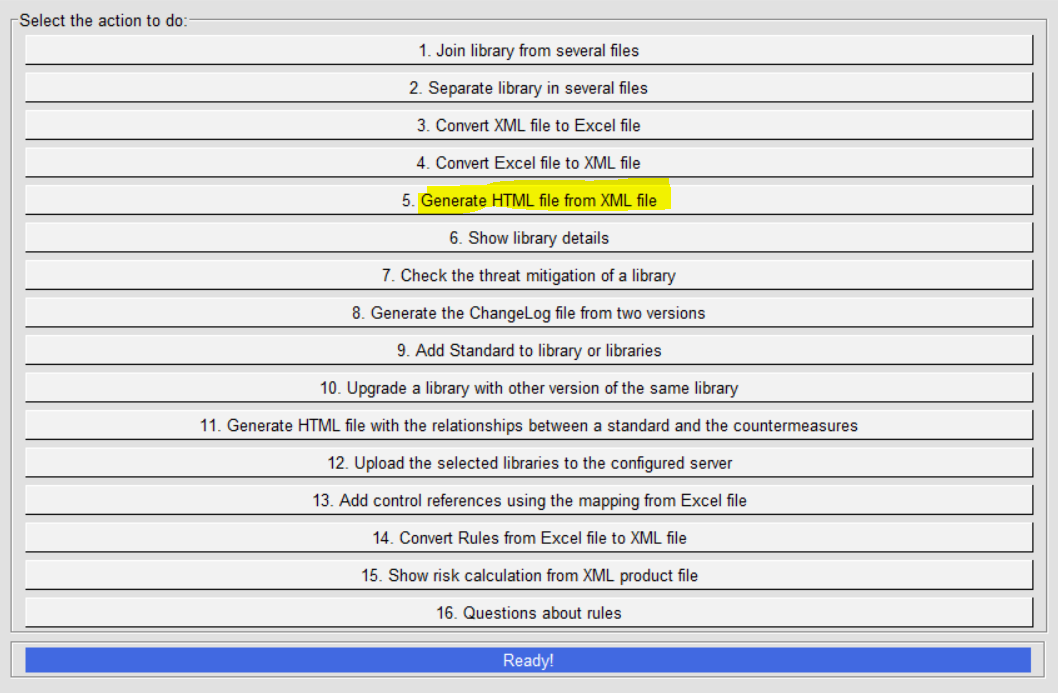 Select the action to do:
1. Join library from several files
2. Separate library in several files
3. Convert XML file to Excel file
4. Convert Excel file to XML file
5. Generate HTML file from XML file
6. Show library details
7. Check the threat mitigation of a library
8. Generate the ChangeLog file from two versions
9. Add Standard to library or libraries
10. Upgrade a library with other version of the same library
11. Generate HTML file with the relationships between a standard and the countermeasures
12. Upload the selected libraries to the configured server
13. Add control references using the mapping from Excel file
14. Convert Rules from Excel file to XML file
15. Show risk calculation from XML product file
16. Questions about rules
Ready!